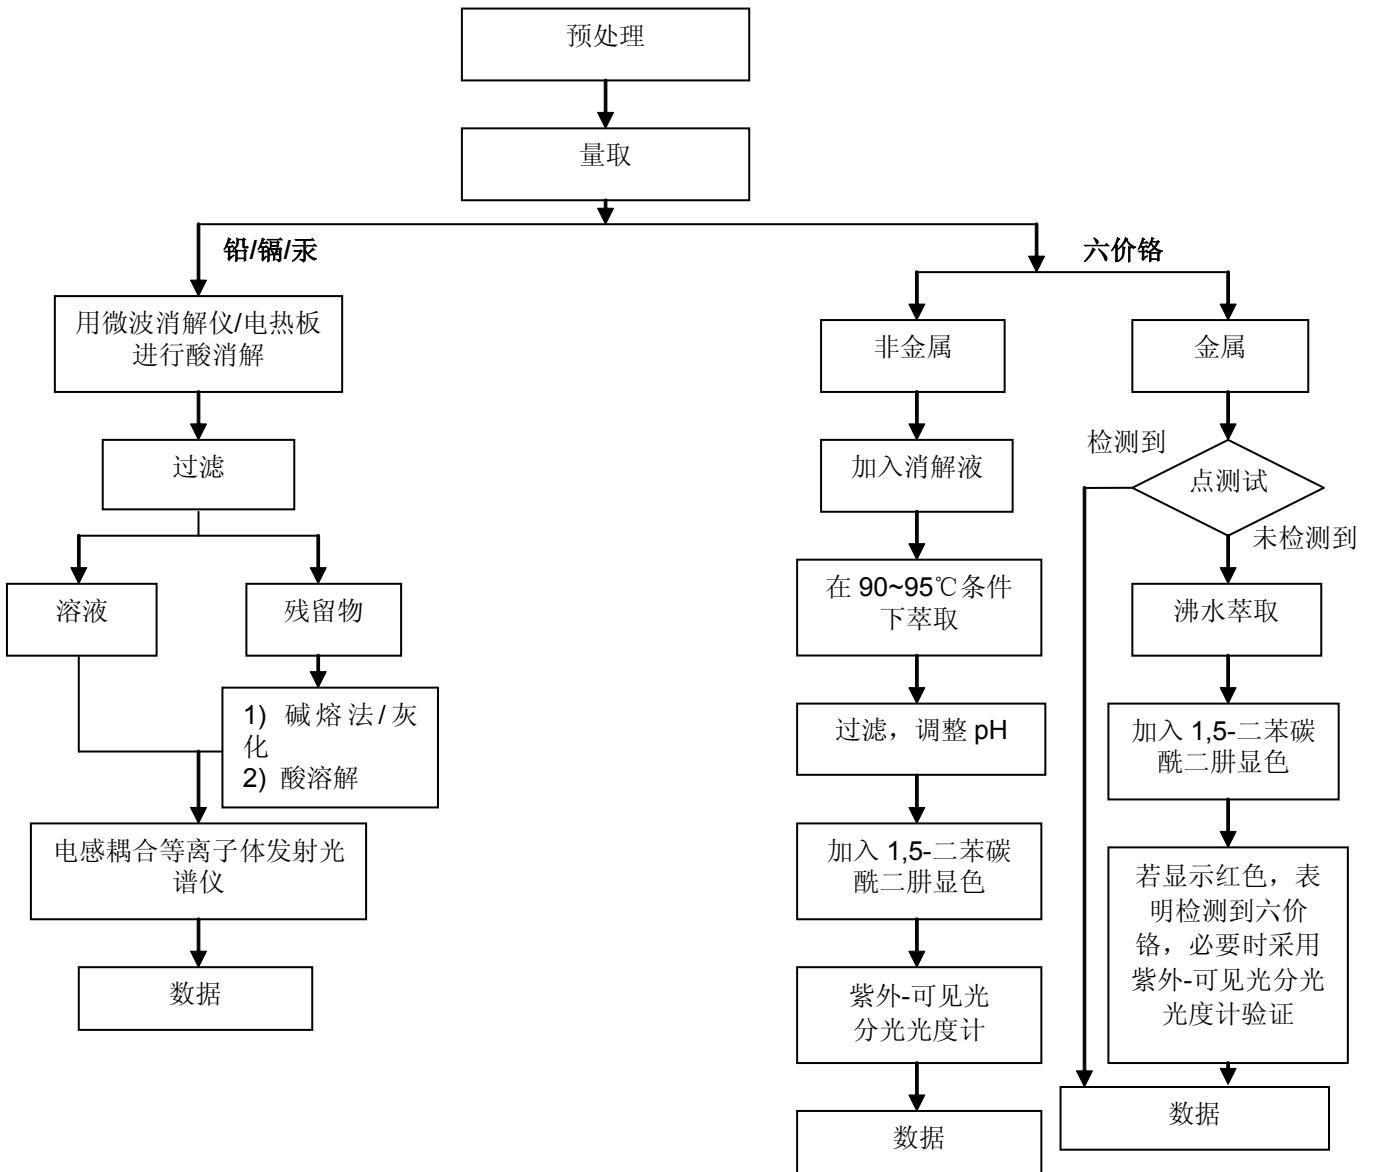 预处理
量取
铅/镉/汞
用微波消解仪/电热板
进行酸消解
过滤
溶液
残留物
1) 碱熔法/灰
化
2) 酸溶解
电感耦合等离子体发射光
谱仪
数据
六价铬
非金属
加入消解液
在 90~95℃条件
下萃取
过滤，调整 pH
加入 1,5-二苯碳
酰二肼显色
紫外-可见光
分光光度计
数据
金属
检测到
点测试
未检测到
沸水萃取
加入 1,5-二苯碳
酰二肼显色
若显示红色，表
明检测到六价
铬，必要时采用
紫外-可见光分光
光度计验证
数据